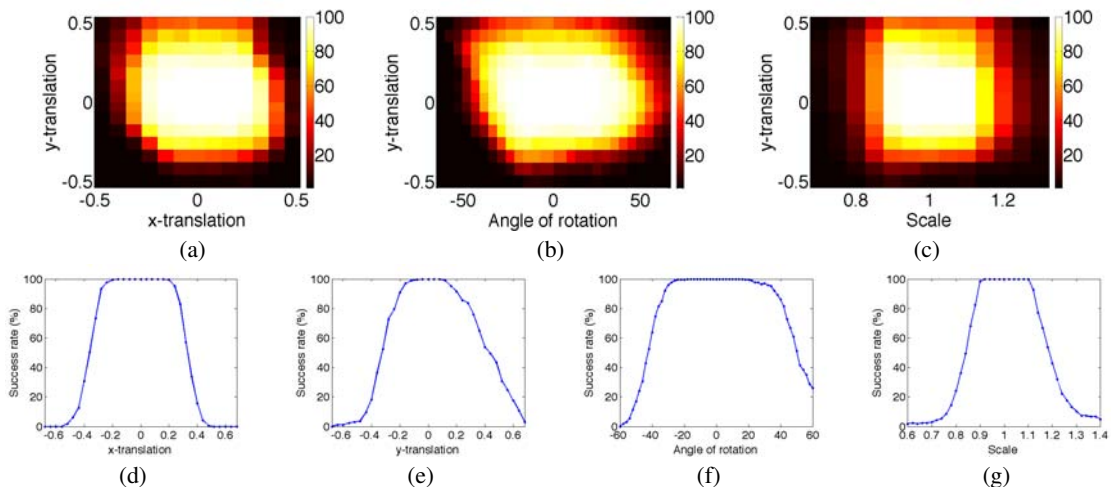 0.5
0
-0.5
y-translation
-0.5 0 0.5
x-translation
100
80
60
40
20
(a)
0.5
0
-0.5
y-translation
-50 0 50
Angle of rotation
100
80
60
40
20
(b)
0.5
0
-0.5
y-translation
0.8 1 1.2
Scale
100
80
60
40
20
(c)
100
80
60
40
20
0
Success rate (%)
-0.6 -0.4 -0.2 0 0.2 0.4 0.6
x-translation
(d)
100
80
60
40
20
0
Success rate (%)
-0.6 -0.4 -0.2 0 0.2 0.4 0.6
y-translation
(e)
100
80
60
40
20
0
Success rate (%)
-60 -40 -20 0 20 40 60
Angle of rotation
(f)
100
80
60
40
20
0
Success rate (%)
0.6 0.7 0.8 0.9 1 1.1 1.2 1.3 1.4
Scale
(g)